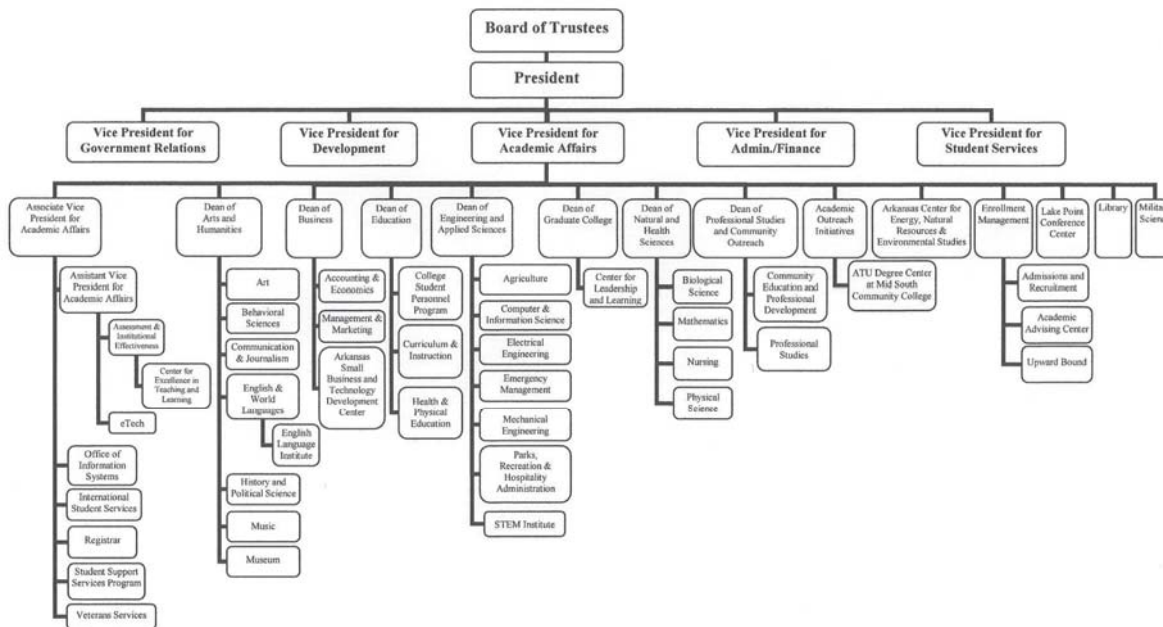 Board of Trustees
President
Vice President for
Government Relations
Vice President for
Development
Vice President for
Academic Affairs
Vice President for
Admin./Finance
Vice President for
Student Services
Associate Vice
President for
Academic Affairs
Assistant Vice
President for
Academic Affairs
Assessment &
Institutional
Effectiveness
Center for
Excellence in
Teaching and
Learning
eTech
Office of
Information
Systems
International
Student Services
Registrar
Student Support
Services Program
Veterans Services
Dean of
Arts and
Humanities
Art
Behavioral
Sciences
Communication
& Journalism
English &
World
Languages
English
Language
Institute
History and
Political Science
Music
Museum
Dean of
Business
Accounting &
Economics
Management &
Marketing
Arkansas
Small
Business and
Technology
Development
Center
Dean of
Education
College
Student
Personnel
Program
Curriculum &
Instruction
Health &
Physical
Education
Dean of
Engineering and
Applied Sciences
Agriculture
Computer &
Information Science
Electrical
Engineering
Emergency
Management
Mechanical
Engineering
Parks,
Recreation &
Hospitality
Administration
STEM Institute
Dean of
Graduate College
Center for
Leadership
and Learning
Dean of
Natural and
Health
Sciences
Biological
Science
Mathematics
Nursing
Physical
Science
Dean of
Professional Studies
and Community
Outreach
Community
Education and
Professional
Development
Professional
Studies
Academic
Outreach
Initiatives
ATU Degree Center
at Mid South
Community College
Arkansas Center for
Energy, Natural
Resources &
Environmental Studies
Enrollment
Management
Admissions and
Recruitment
Academic
Advising Center
Upward Bound
Lake Point
Conference
Center
Library
Militar
Scienc